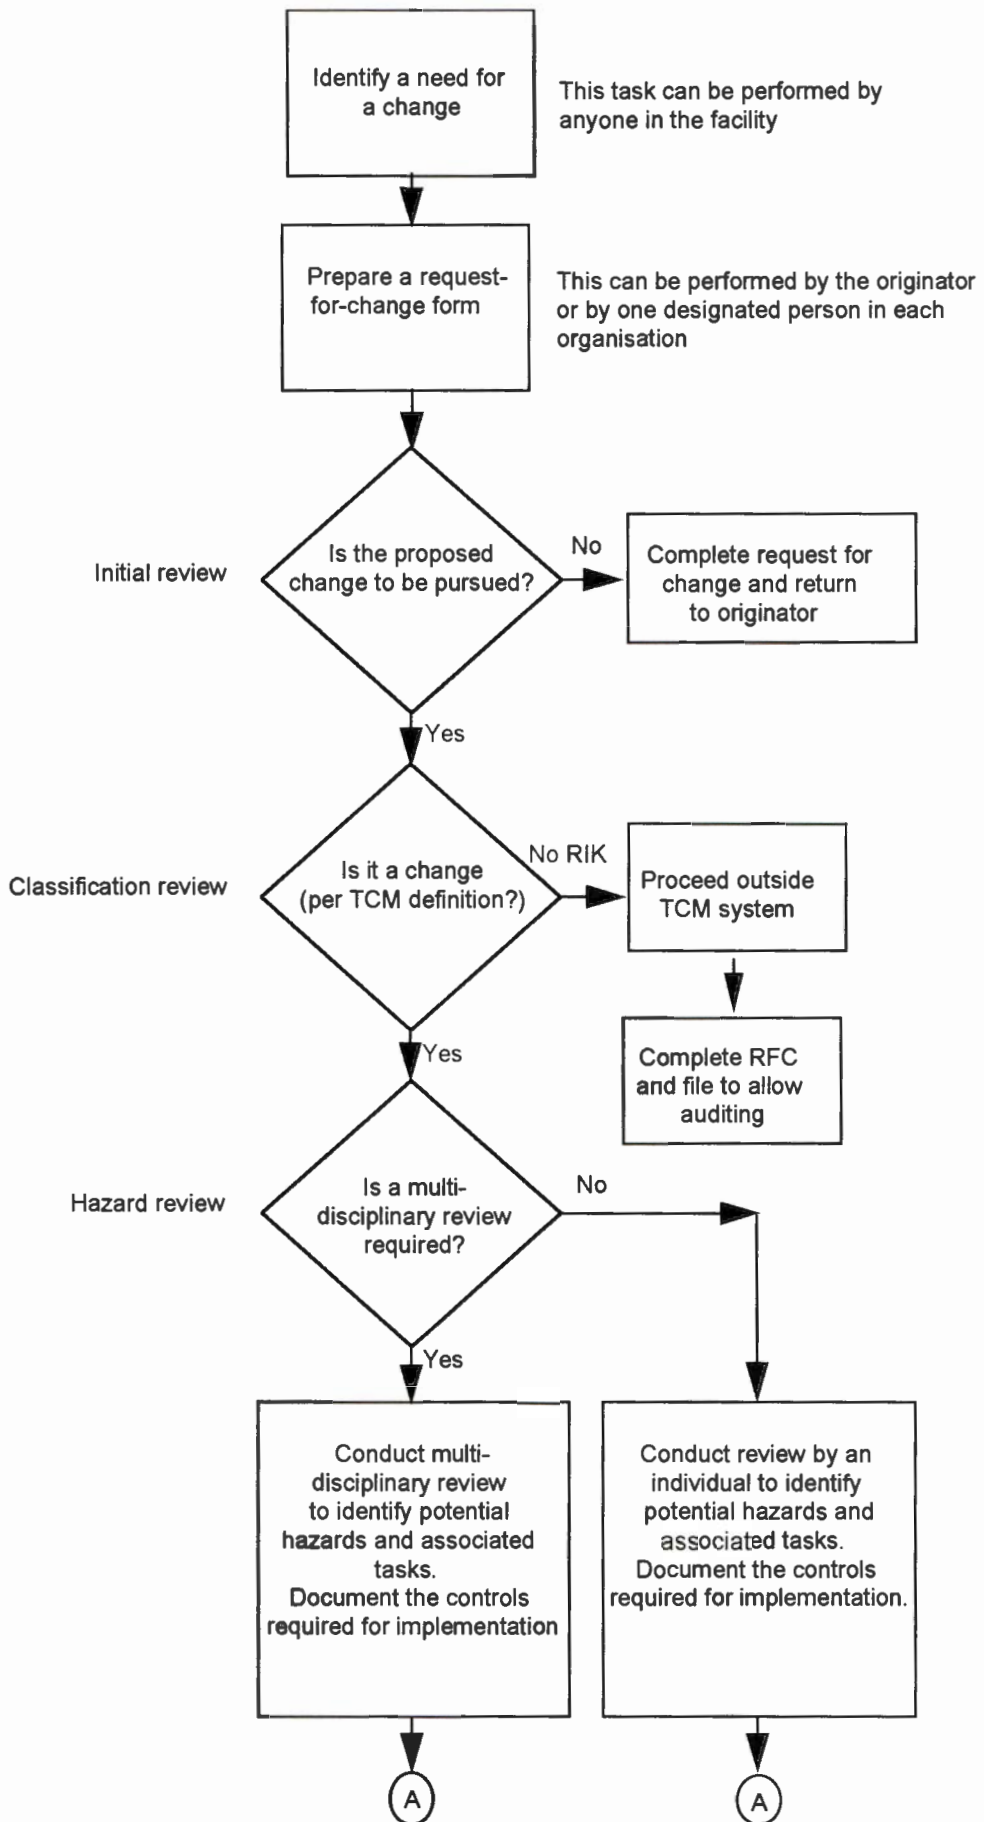 Identify a need for
a change
This task can be performed by
anyone in the facility
Prepare a request-
for-change form
This can be performed by the originator
or by one designated person in each
organisation
Initial review
Is the proposed
change to be pursued?
No
Complete request for
change and return
to originator
Yes
Classification review
Is it a change
(per TCM definition?)
No RIK
Proceed outside
TCM system
Complete RFC
and file to allow
auditing
Yes
Hazard review
Is a multi-
disciplinary review
required?
No
Yes
Conduct multi-
disciplinary review
to identify potential
hazards and associated
tasks.
Document the controls
required for implementation
Conduct review by an
individual to identify
potential hazards and
associated tasks.
Document the controls
required for implementation.
A
A